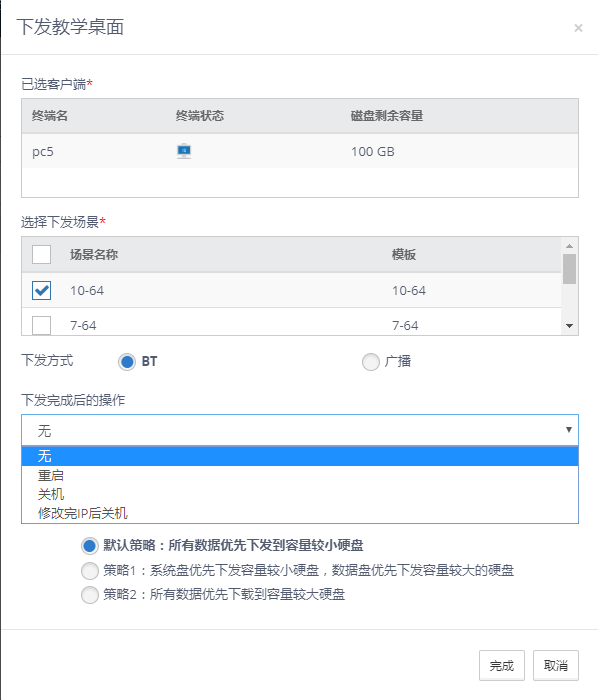 下发教学桌面
×
已选客户端*
终端名 终端状态 磁盘剩余容量
pc5 100 GB
选择下发场景*
场景名称 模板
10-64 10-64
7-64 7-64
下发方式 BT 广播
下发完成后的操作
无
无
重启
关机
修改完IP后关机
默认策略：所有数据优先下发到容量较小硬盘
策略1：系统盘优先下发容量较小硬盘，数据盘优先下发容量较大的硬盘
策略2：所有数据优先下载到容量较大硬盘
完成 取消